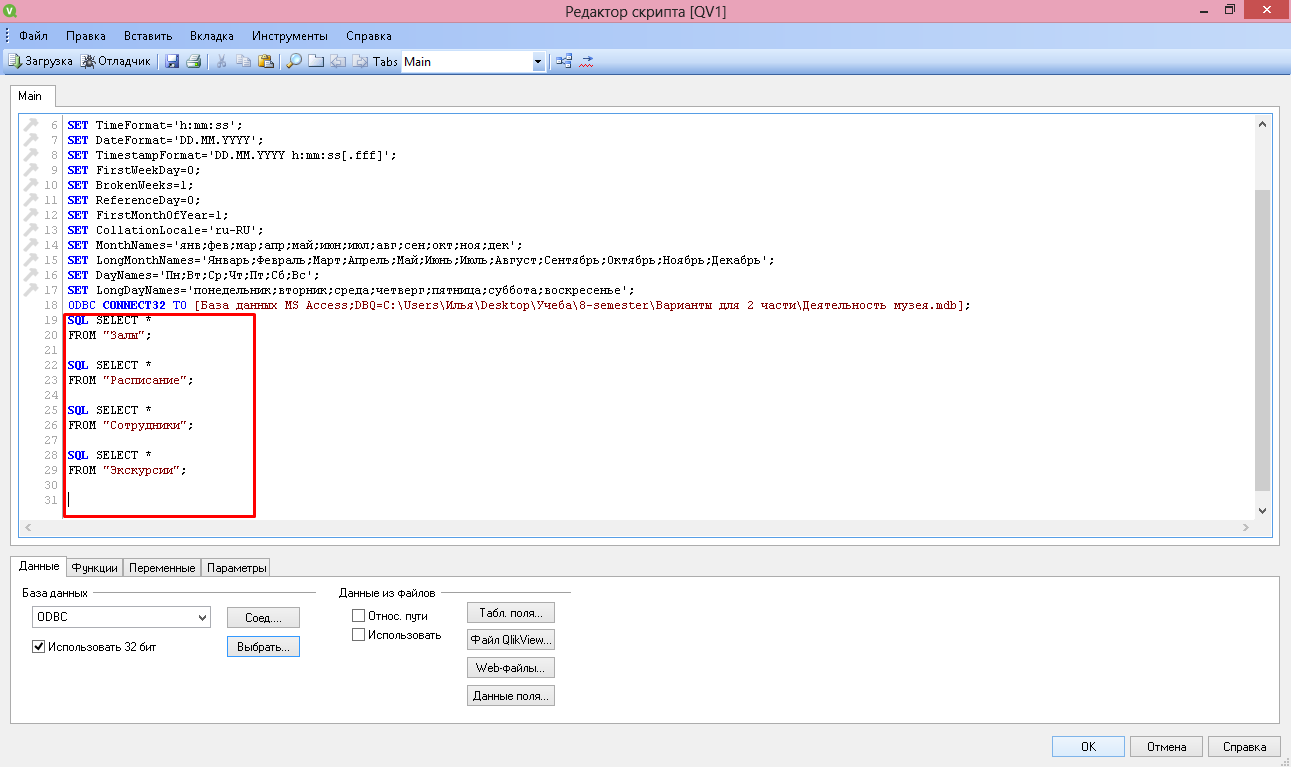 Редактор скрипта [QV1]
Файл Правка Вставить Вкладка Инструменты Справка
Загрузка Отладчик Tabs Main
Main
6 SET TimeFormat='h:mm:ss';
7 SET DateFormat='DD.MM.YYYY';
8 SET TimestampFormat='DD.MM.YYYY h:mm:ss[.fff]';
9 SET FirstWeekDay=0;
10 SET BrokenWeeks=1;
11 SET ReferenceDay=0;
12 SET FirstMonthOfYear=1;
13 SET CollationLocale='ru-RU';
14 SET MonthNames='янв;фев;мар;апр;май;июн;июл;авг;сен;окт;ноя;дек';
15 SET LongMonthNames='Январь;Февраль;Март;Апрель;Май;Июнь;Июль;Август;Сентябрь;Октябрь;Ноябрь;Декабрь';
16 SET DayNames='Пн;Вт;Ср;Чт;Пт;Сб;Вс';
17 SET LongDayNames='понедельник;вторник;среда;четверг;пятница;суббота;воскресенье';
18 ODBC CONNECT32 TO [База данных MS Access;DBQ=C:\Users\Илья\Desktop\Учеба\8-semester\Варианты для 2 части\Деятельность музея.mdb];
19 SQL SELECT *
20 FROM "Залы";
21
22 SQL SELECT *
23 FROM "Расписание";
24
25 SQL SELECT *
26 FROM "Сотрудники";
27
28 SQL SELECT *
29 FROM "Экскурсии";
30
31
Данные Функции Переменные Параметры
База данных
ODBC
Соед....
Использовать 32 бит
Выбрать...
Данные из файлов
Относ. пути
Использовать
Табл. поля...
Файл QlikView...
Web-файлы...
Данные поля...
OK Отмена Справка